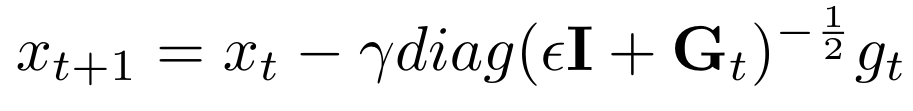 $x_{t+1} = x_t - \gamma diag(\epsilon \mathbf{I} + \mathbf{G}_t)^{-\frac{1}{2}} g_t$